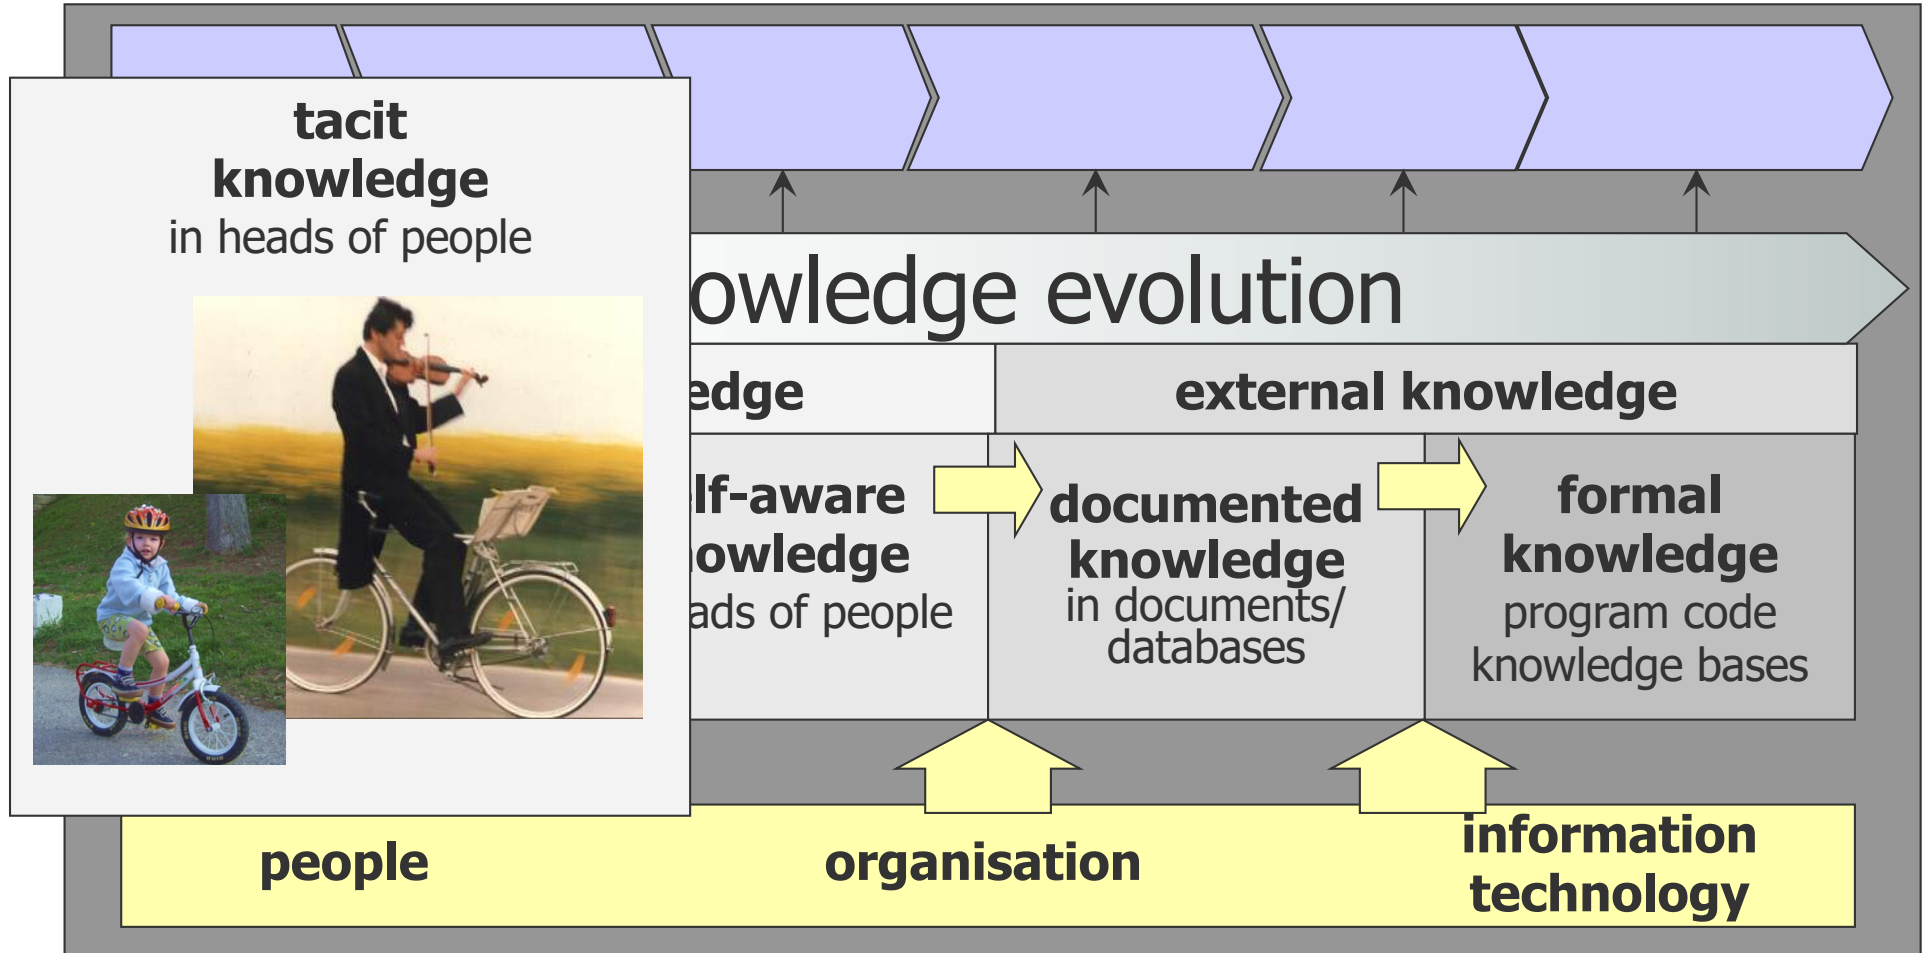 tacit
knowledge
in heads of people
owledge evolution
edge
external knowledge
lf-aware
owledge
ads of people
documented
knowledge
in documents/
databases
formal
knowledge
program code
knowledge bases
people
organisation
information
technology